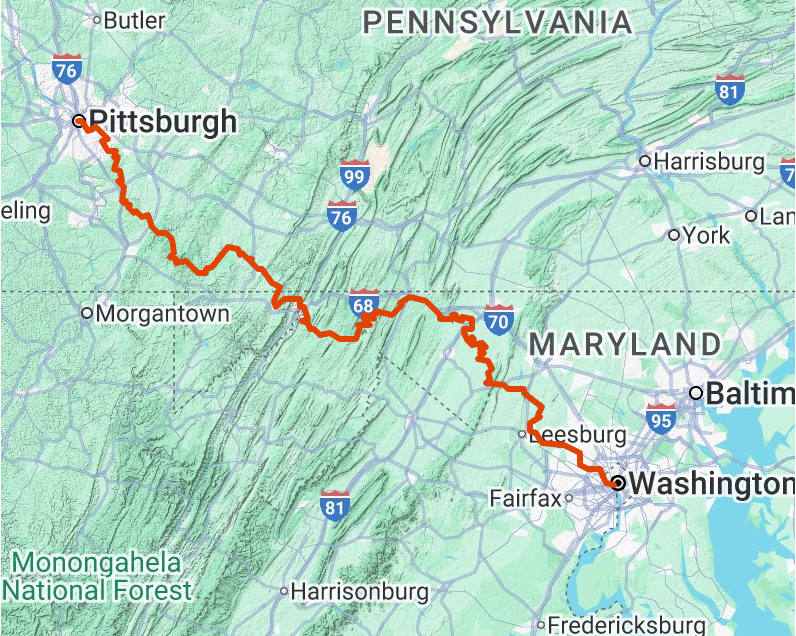 Butler
PENNSYLVANIA
76
81
Pittsburgh
Harrisburg
99
7
76
eling
Lan
York
68
Morgantown
70
MARYLAND
Baltim
95
Leesburg
Washington
Fairfax
81
Monongahela
National Forest
Harrisonburg
Fredericksburg